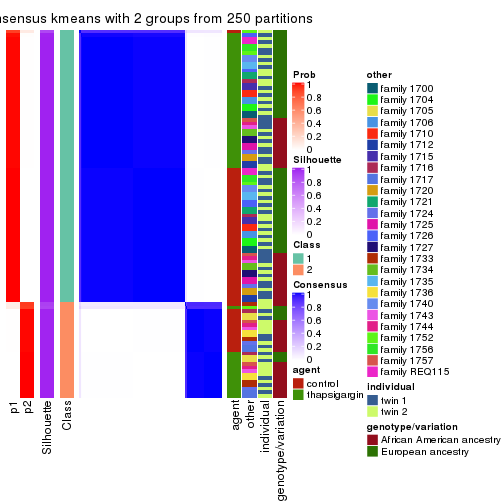 sensus kmeans with 2 groups from 250 partitions
p1
p2
Silhouette
Class
agent
other
individual
genotype/variation
Prob
1
0.8
0.6
0.4
0.2
0
Silhouette
1
0.8
0.6
0.4
0.2
0
Class
1
2
Consensus
1
0.8
0.6
0.4
0.2
0
agent
control
thapsigargin
other
family 1700
family 1704
family 1705
family 1706
family 1710
family 1712
family 1715
family 1716
family 1717
family 1720
family 1721
family 1724
family 1725
family 1726
family 1727
family 1733
family 1734
family 1735
family 1736
family 1740
family 1743
family 1744
family 1752
family 1756
family 1757
family REQ115
individual
twin 1
twin 2
genotype/variation
African American ancestry
European ancestry